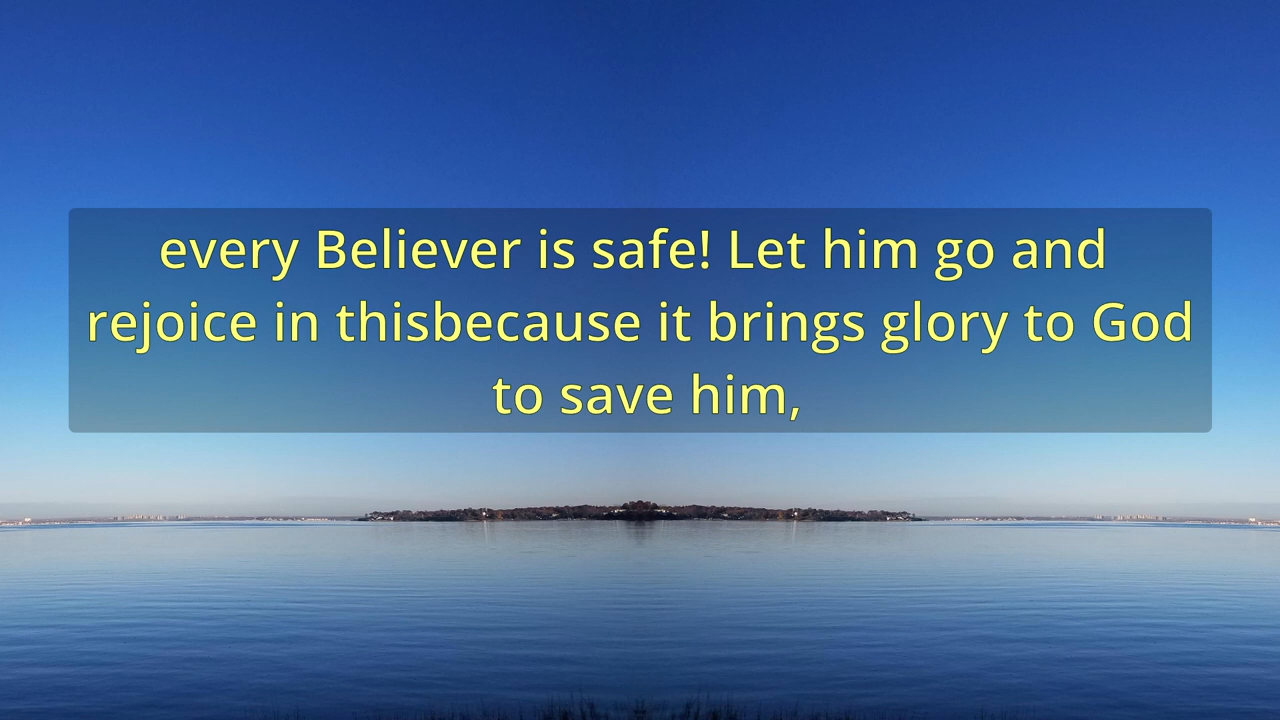 every Believer is safe! Let him go and
rejoice in thisbecause it brings glory to God
to save him,